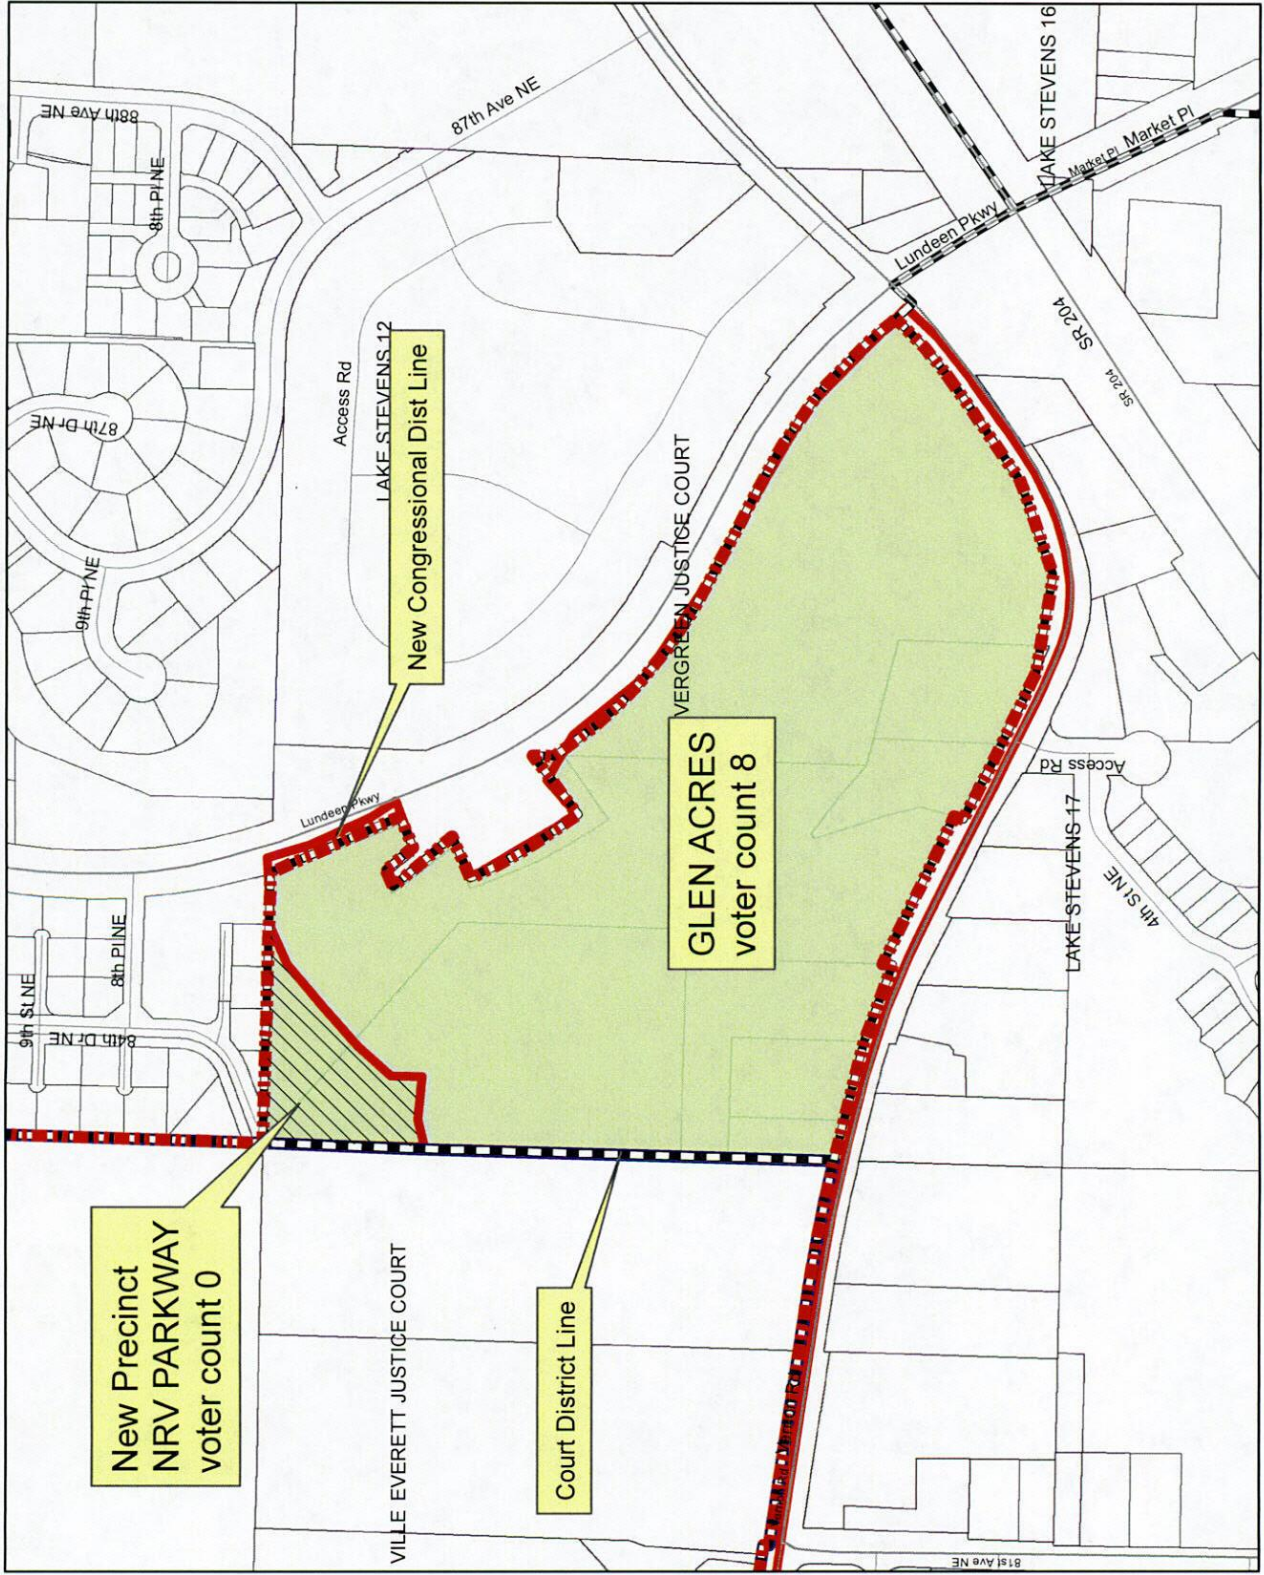 New Precinct
NRV PARKWAY
voter count 0
New Congressional Dist Line
GLEN ACRES
voter count 8
Court District Line
VILLE EVERETT JUSTICE COURT
VERGREEN JUSTICE COURT
LAKE STEVENS 12
LAKE STEVENS 16
LAKE STEVENS 17
9th St NE
8th Pl NE
84th Dr NE
Lundeen Pkwy
9th Pl NE
87th Dr NE
8th Pl NE
88th Ave NE
87th Ave NE
Access Rd
Lundeen Pkwy
Market Pl
Market Pl
SR 204
SR 204
Access Rd
4th St NE
81st Ave NE